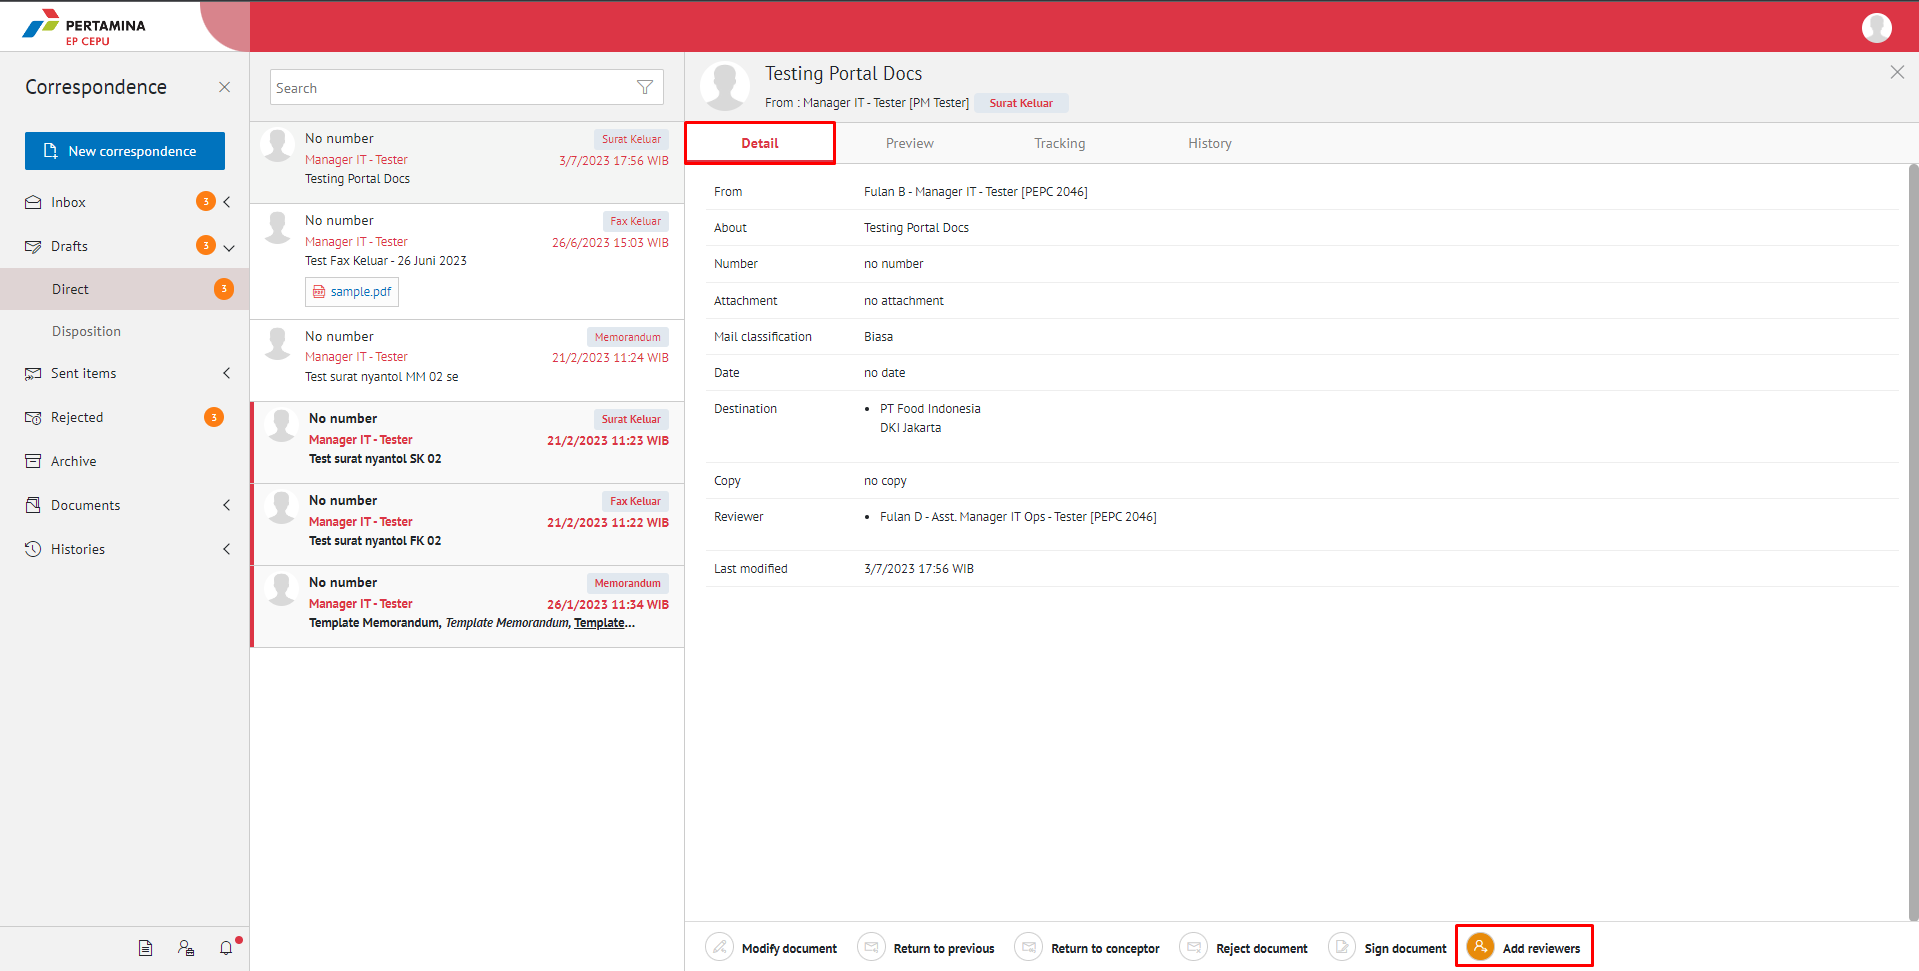 PERTAMINA
EP CEPU
Correspondence
New correspondence
Inbox 3
Drafts 3
Direct 3
Disposition
Sent items
Rejected 3
Archive
Documents
Histories
Search
No number Surat Keluar
Manager IT - Tester 3/7/2023 17:56 WIB
Testing Portal Docs
No number Fax Keluar
Manager IT - Tester 26/6/2023 15:03 WIB
Test Fax Keluar - 26 Juni 2023
PDF sample.pdf
No number Memorandum
Manager IT - Tester 21/2/2023 11:24 WIB
Test surat nyantol MM 02 se
No number Surat Keluar
Manager IT - Tester 21/2/2023 11:23 WIB
Test surat nyantol SK 02
No number Fax Keluar
Manager IT - Tester 21/2/2023 11:22 WIB
Test surat nyantol FK 02
No number Memorandum
Manager IT - Tester 26/1/2023 11:34 WIB
Template Memorandum, Template Memorandum, Template...
Testing Portal Docs
From : Manager IT - Tester [PM Tester] Surat Keluar
Detail Preview Tracking History
From Fulan B - Manager IT - Tester [PEPC 2046]
About Testing Portal Docs
Number no number
Attachment no attachment
Mail classification Biasa
Date no date
Destination • PT Food Indonesia
DKI Jakarta
Copy no copy
Reviewer • Fulan D - Asst. Manager IT Ops - Tester [PEPC 2046]
Last modified 3/7/2023 17:56 WIB
Modify document Return to previous Return to conceptor Reject document Sign document Add reviewers